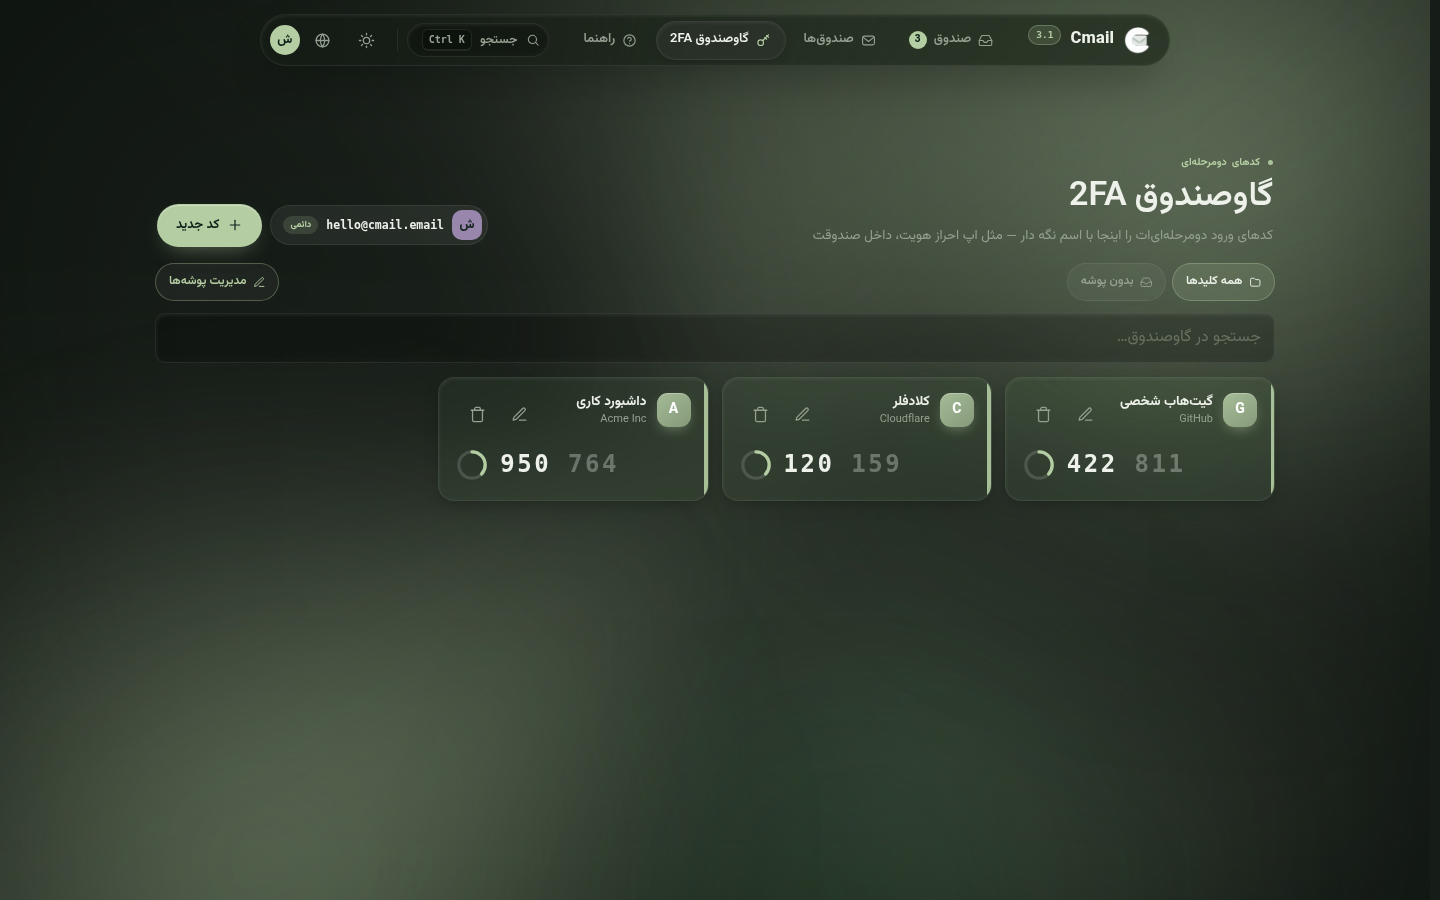 Cmail 3.1
صندوق 3
صندوق‌ها
گاوصندوق 2FA
راهنما
جستجو Ctrl K
ش
کدهای دومرحله‌ای
گاوصندوق 2FA
کدهای ورود دومرحله‌ای‌ات را اینجا با اسم نگه دار — مثل اپ احراز هویت، داخل صندوقت
ش hello@cmail.email دائمی
کد جدید
همه کلیدها
بدون پوشه
مدیریت پوشه‌ها
جستجو در گاوصندوق...
G
گیت‌هاب شخصی
GitHub
422 811
C
کلادفلر
Cloudflare
120 159
A
داشبورد کاری
Acme Inc
950 764